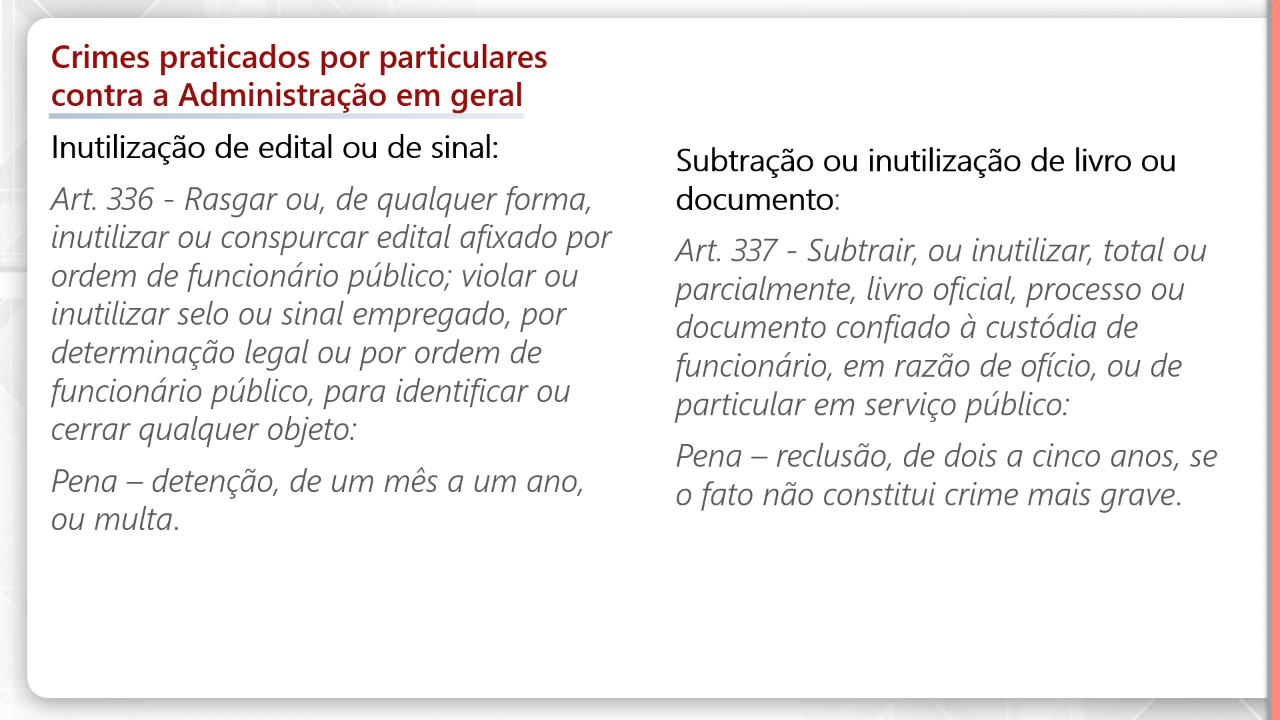 Crimes praticados por particulares
contra a Administração em geral
Inutilização de edital ou de sinal:
Art. 336 - Rasgar ou, de qualquer forma,
inutilizar ou conspurcar edital afixado por
ordem de funcionário público; violar ou
inutilizar selo ou sinal empregado, por
determinação legal ou por ordem de
funcionário público, para identificar ou
cerrar qualquer objeto:
Pena – detenção, de um mês a um ano,
ou multa.
Subtração ou inutilização de livro ou
documento:
Art. 337 - Subtrair, ou inutilizar, total ou
parcialmente, livro oficial, processo ou
documento confiado à custódia de
funcionário, em razão de ofício, ou de
particular em serviço público:
Pena – reclusão, de dois a cinco anos, se
o fato não constitui crime mais grave.